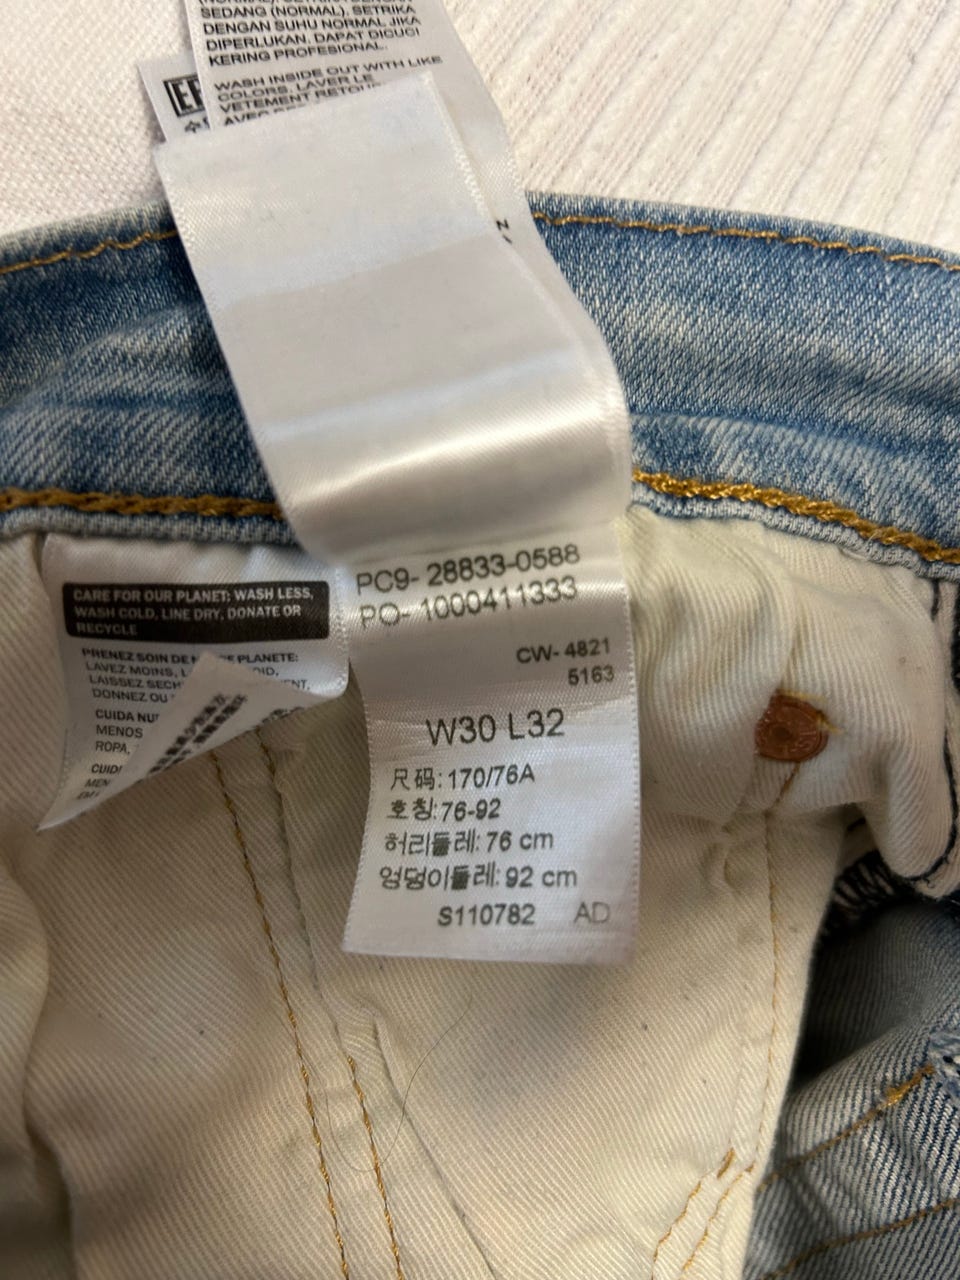 SEDANG (NORMAL), SETRIKA
DENGAN SUHU NORMAL JIKA
DIPERLUKAN, DAPAT DICUCI
KERING PROFESIONAL.
WASH INSIDE OUT WITH LIKE
COLORS, LAVER LE
VETEMENT
PC9- 28833-0588
PO- 1000411333
CW- 4821
5163
W30 L32
尺码: 170/76A
호칭: 76-92
허리둘레: 76 cm
엉덩이둘레: 92 cm
S110782 AD
CARE FOR OUR PLANET: WASH LESS,
WASH COLD, LINE DRY, DONATE OR
RECYCLE
PRENEZ SOIN DE PLANETE:
LAVEZ MOINS,
LAISSEZ
DONNEZ OU
CUIDA
MENOS
ROPA,